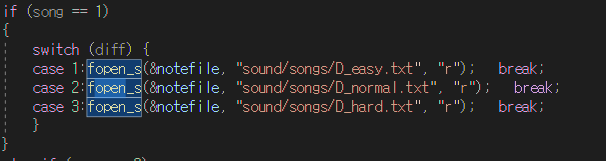 if (song == 1)
{
switch (diff) {
case 1:fopen_s(&notefile, "sound/songs/D_easy.txt", "r"); break;
case 2:fopen_s(&notefile, "sound/songs/D_normal.txt", "r"); break;
case 3:fopen_s(&notefile, "sound/songs/D_hard.txt", "r"); break;
}
}